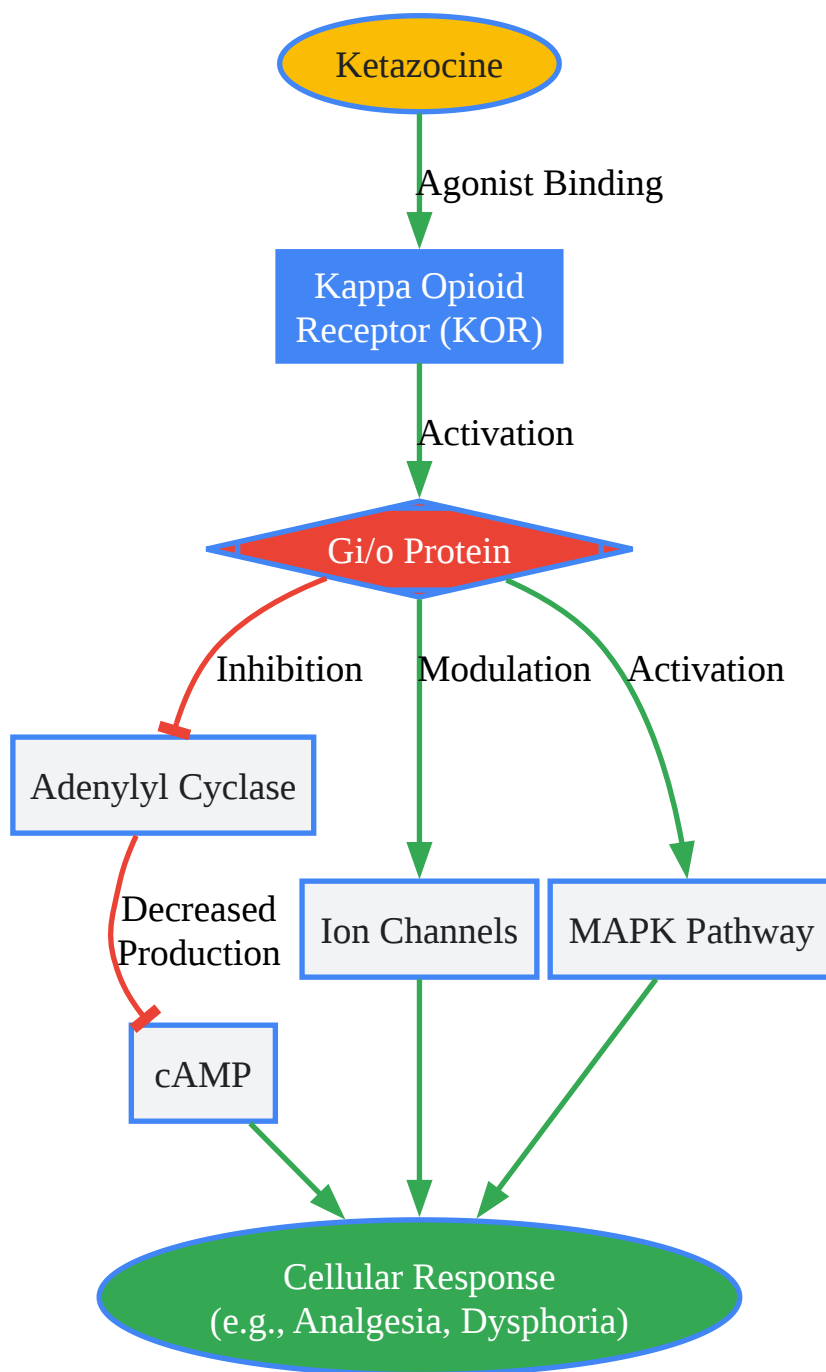 Ketazocine
Agonist Binding
Kappa Opioid
Receptor (KOR)
Activation
Gi/o Protein
Inhibition
Modulation
Activation
Adenylyl Cyclase
Decreased
Production
Ion Channels
MAPK Pathway
cAMP
Cellular Response
(e.g., Analgesia, Dysphoria)